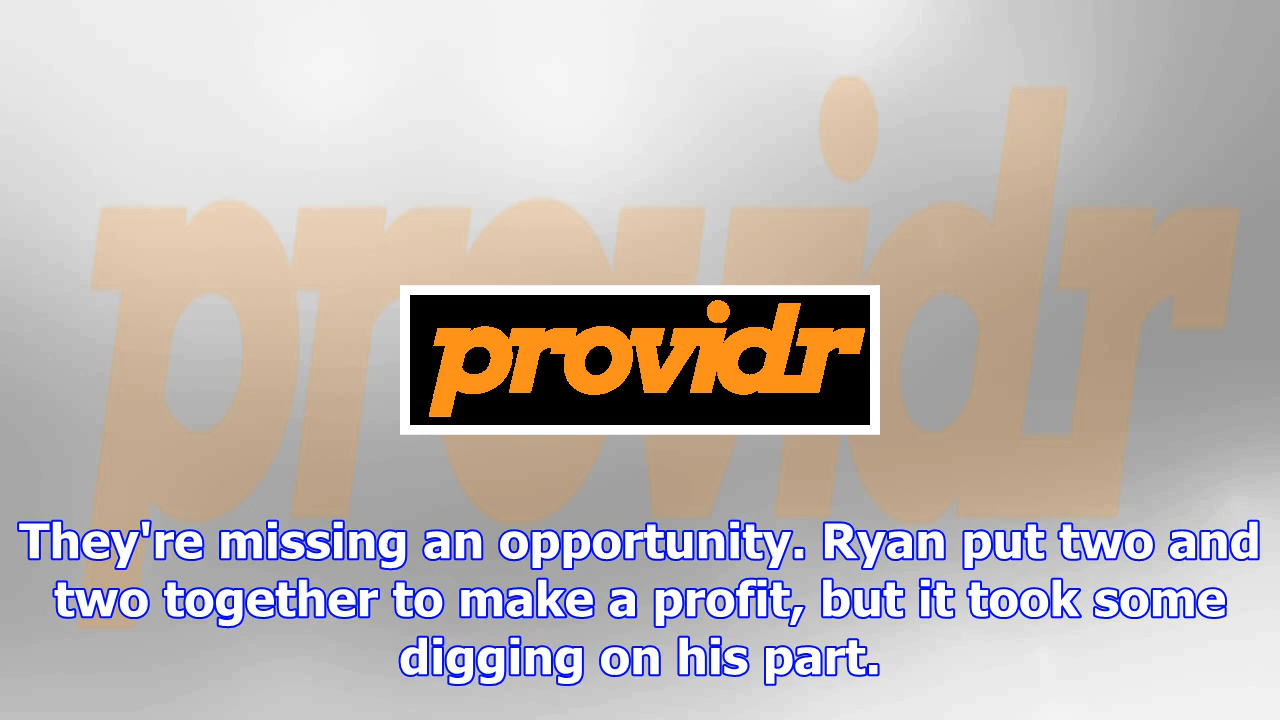 providr
providr
They're missing an opportunity. Ryan put two and
two together to make a profit, but it took some
digging on his part.